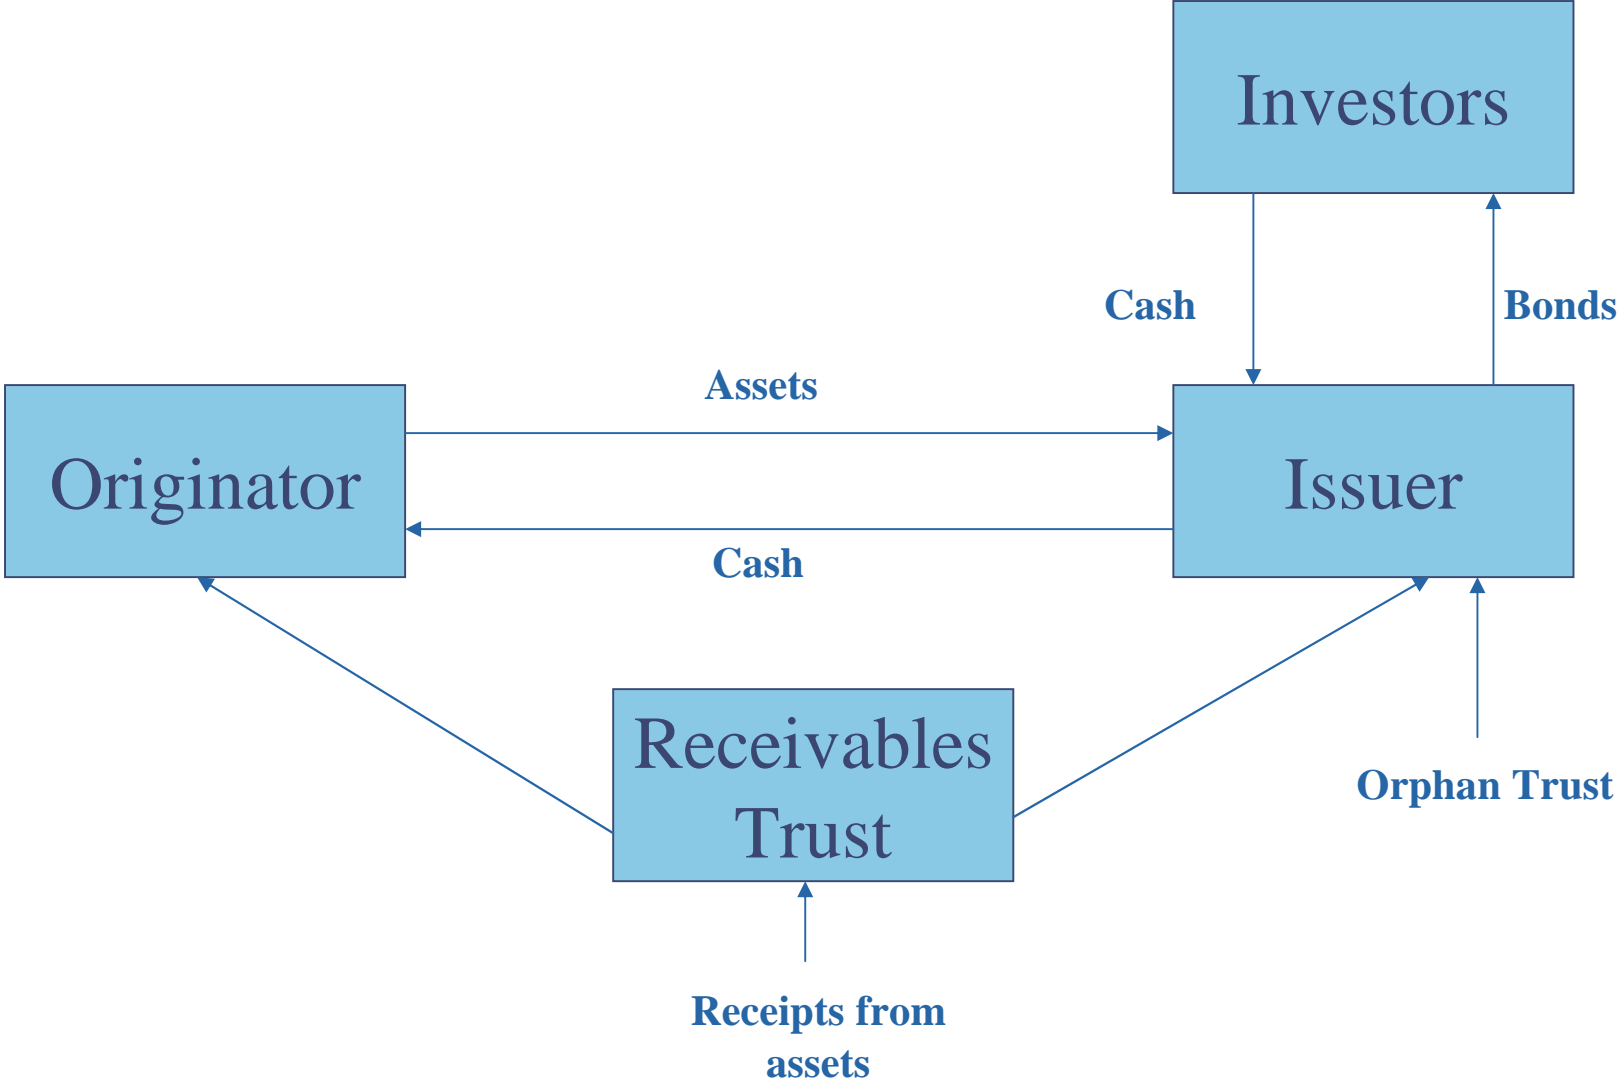 Investors
Cash
Bonds
Assets
Originator
Issuer
Cash
Receivables
Trust
Orphan Trust
Receipts from
assets